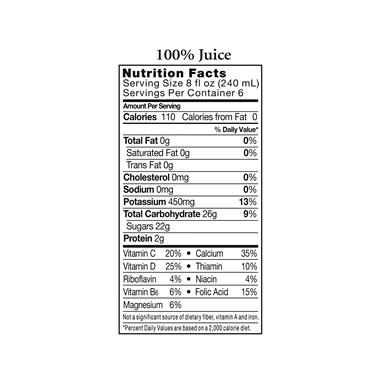 100% Juice
Nutrition Facts
Serving Size 8 fl oz (240 mL)
Servings Per Container 6
Amount Per Serving
Calories 110 Calories from Fat 0
% Daily Value*
Total Fat 0g 0%
Saturated Fat 0g 0%
Trans Fat 0g
Cholesterol 0mg 0%
Sodium 0mg 0%
Potassium 450mg 13%
Total Carbohydrate 26g 9%
Sugars 22g
Protein 2g
Vitamin C 20% • Calcium 35%
Vitamin D 25% • Thiamin 10%
Riboflavin 4% • Niacin 4%
Vitamin B6 6% • Folic Acid 15%
Magnesium 6%
Not a significant source of dietary fiber, vitamin A and iron.
*Percent Daily Values are based on a 2,000 calorie diet.